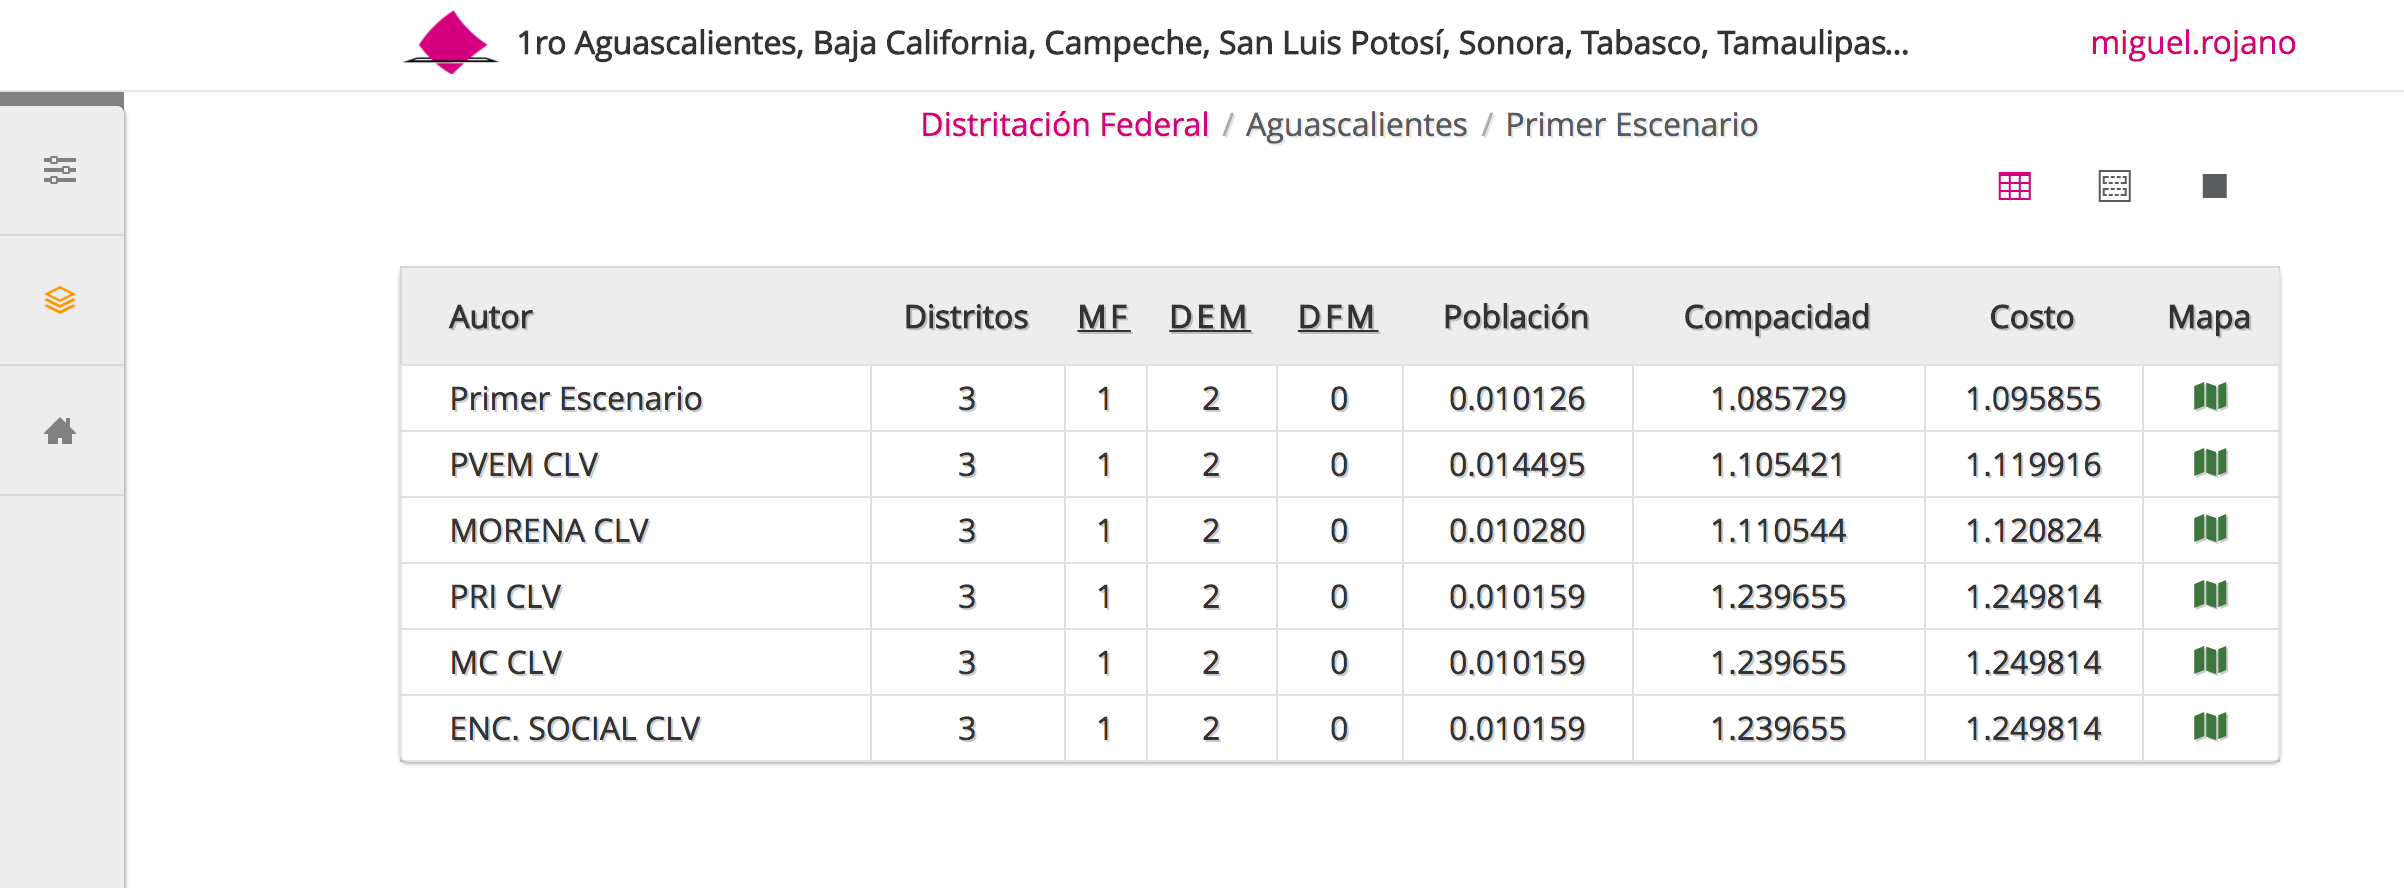 1ro Aguascalientes, Baja California, Campeche, San Luis Potosí, Sonora, Tabasco, Tamaulipas... miguel.rojano
Distritación Federal / Aguascalientes / Primer Escenario
Autor Distritos MF DEM DFM Población Compacidad Costo Mapa
Primer Escenario 3 1 2 0 0.010126 1.085729 1.095855
PVEM CLV 3 1 2 0 0.014495 1.105421 1.119916
MORENA CLV 3 1 2 0 0.010280 1.110544 1.120824
PRI CLV 3 1 2 0 0.010159 1.239655 1.249814
MC CLV 3 1 2 0 0.010159 1.239655 1.249814
ENC. SOCIAL CLV 3 1 2 0 0.010159 1.239655 1.249814